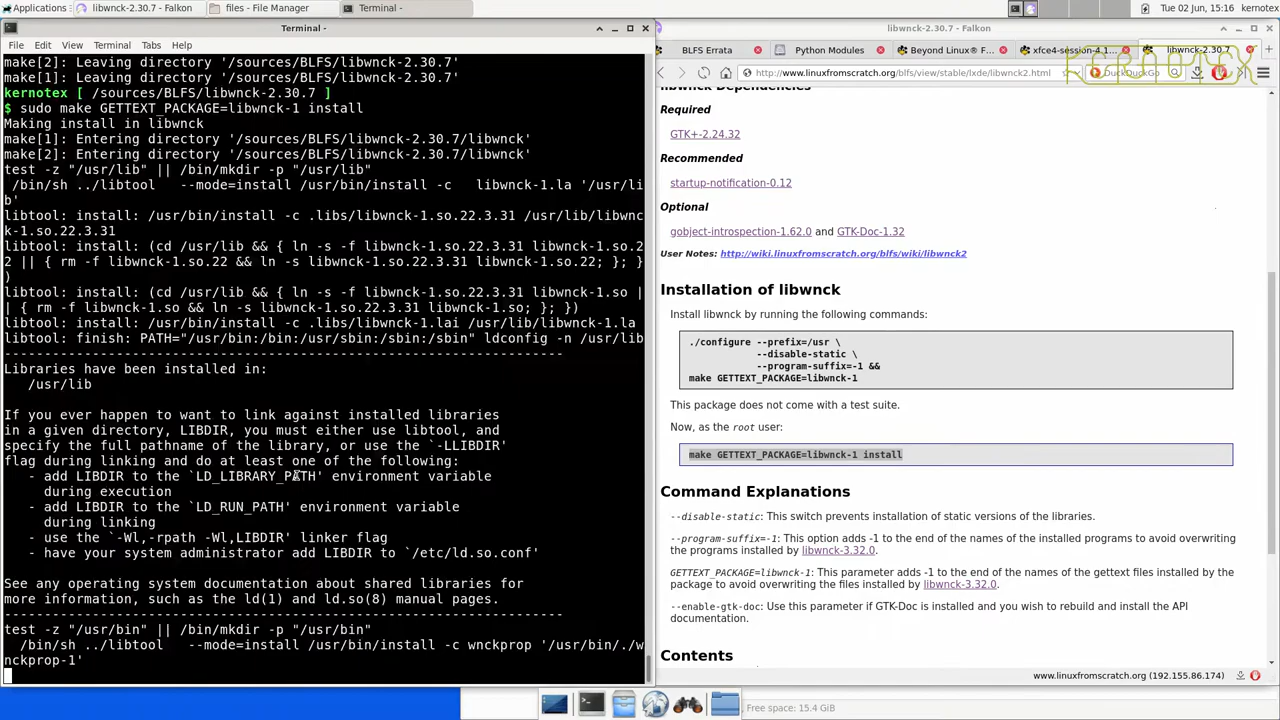 Applications
libwnck-2.30.7 - Falkon
files - File Manager
Terminal -
Tue 02 Jun, 15:16
kernotex
Terminal -
File Edit View Terminal Tabs Help
make[2]: Leaving directory '/sources/BLFS/libwnck-2.30.7'
make[1]: Leaving directory '/sources/BLFS/libwnck-2.30.7'
kernotex [ /sources/BLFS/libwnck-2.30.7 ]
$ sudo make GETTEXT_PACKAGE=libwnck-1 install
Making install in libwnck
make[1]: Entering directory '/sources/BLFS/libwnck-2.30.7/libwnck'
make[2]: Entering directory '/sources/BLFS/libwnck-2.30.7/libwnck'
test -z "/usr/lib" || /bin/mkdir -p "/usr/lib"
/bin/sh ../libtool   --mode=install /usr/bin/install -c   libwnck-1.la '/usr/li
b'
libtool: install: /usr/bin/install -c .libs/libwnck-1.so.22.3.31 /usr/lib/libwnc
k-1.so.22.3.31
libtool: install: (cd /usr/lib && { ln -s -f libwnck-1.so.22.3.31 libwnck-1.so.2
2 || { rm -f libwnck-1.so.22 && ln -s libwnck-1.so.22.3.31 libwnck-1.so.22; }; }
)
libtool: install: (cd /usr/lib && { ln -s -f libwnck-1.so.22.3.31 libwnck-1.so |
| { rm -f libwnck-1.so && ln -s libwnck-1.so.22.3.31 libwnck-1.so; }; })
libtool: install: /usr/bin/install -c .libs/libwnck-1.lai /usr/lib/libwnck-1.la
libtool: finish: PATH="/usr/bin:/bin:/usr/sbin:/sbin:/sbin" ldconfig -n /usr/lib
----------------------------------------------------------------------
Libraries have been installed in:
/usr/lib
If you ever happen to want to link against installed libraries
in a given directory, LIBDIR, you must either use libtool, and
specify the full pathname of the library, or use the `-LLIBDIR'
flag during linking and do at least one of the following:
- add LIBDIR to the `LD_LIBRARY_PATH' environment variable
during execution
- add LIBDIR to the `LD_RUN_PATH' environment variable
during linking
- use the `-Wl,-rpath -Wl,LIBDIR' linker flag
- have your system administrator add LIBDIR to `/etc/ld.so.conf'
See any operating system documentation about shared libraries for
more information, such as the ld(1) and ld.so(8) manual pages.
----------------------------------------------------------------------
test -z "/usr/bin" || /bin/mkdir -p "/usr/bin"
/bin/sh ../libtool   --mode=install /usr/bin/install -c wnckprop '/usr/bin/./w
nckprop-1'
libwnck-2.30.7 - Falkon
BLFS Errata
Python Modules
Beyond Linux® F...
xfce4-session-4.1...
libwnck-2.30.7
http://www.linuxfromscratch.org/blfs/view/stable/lxde/libwnck2.html
DuckDuckGo
KERNOTEX
libwnck Dependencies
Required
GTK+-2.24.32
Recommended
startup-notification-0.12
Optional
gobject-introspection-1.62.0 and GTK-Doc-1.32
User Notes: http://wiki.linuxfromscratch.org/blfs/wiki/libwnck2
Installation of libwnck
Install libwnck by running the following commands:
./configure --prefix=/usr \
--disable-static \
--program-suffix=-1 &&
make GETTEXT_PACKAGE=libwnck-1
This package does not come with a test suite.
Now, as the root user:
make GETTEXT_PACKAGE=libwnck-1 install
Command Explanations
--disable-static: This switch prevents installation of static versions of the libraries.
--program-suffix=-1: This option adds -1 to the end of the names of the installed programs to avoid overwriting
the programs installed by libwnck-3.32.0.
GETTEXT_PACKAGE=libwnck-1: This parameter adds -1 to the end of the names of the gettext files installed by the
package to avoid overwriting the files installed by libwnck-3.32.0.
--enable-gtk-doc: Use this parameter if GTK-Doc is installed and you wish to rebuild and install the API
documentation.
Contents
www.linuxfromscratch.org (192.155.86.174)
Free space: 15.4 GiB